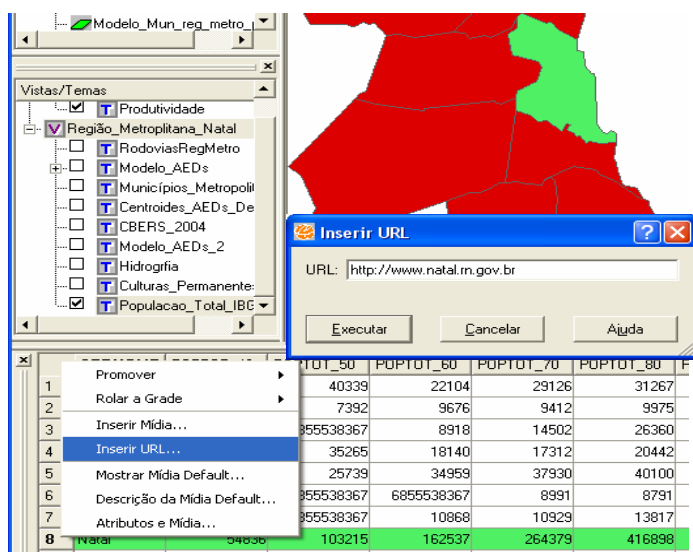 Modelo_Mun_reg_metro_
Vistas/Temas
Produtividade
Região_Metroplitana_Natal
RodoviasRegMetro
Modelo_AEDs
Municípios_Metropoli
Centroides_AEDs_De
CBERS_2004
Modelo_AEDs_2
Hidrogrfia
Culturas_Permanente
Populacao_Total_IBG
Inserir URL
URL: http://www.natal.rn.gov.br
Executar Cancelar Ajuda
POPTOT_60 POPTOT_70 POPTOT_80
1 40339 22104 29126 31267
2 7392 9676 9412 9975
3 855538367 8918 14502 26360
4 35265 18140 17312 20442
5 25739 34959 37930 40100
6 855538367 6855538367 8991 8791
7 855538367 10868 10929 13817
8 Natal 54836 103215 162537 264379 416898
Promover
Rolar a Grade
Inserir Mídia...
Inserir URL...
Mostrar Mídia Default...
Descrição da Mídia Default...
Atributos e Mídia...